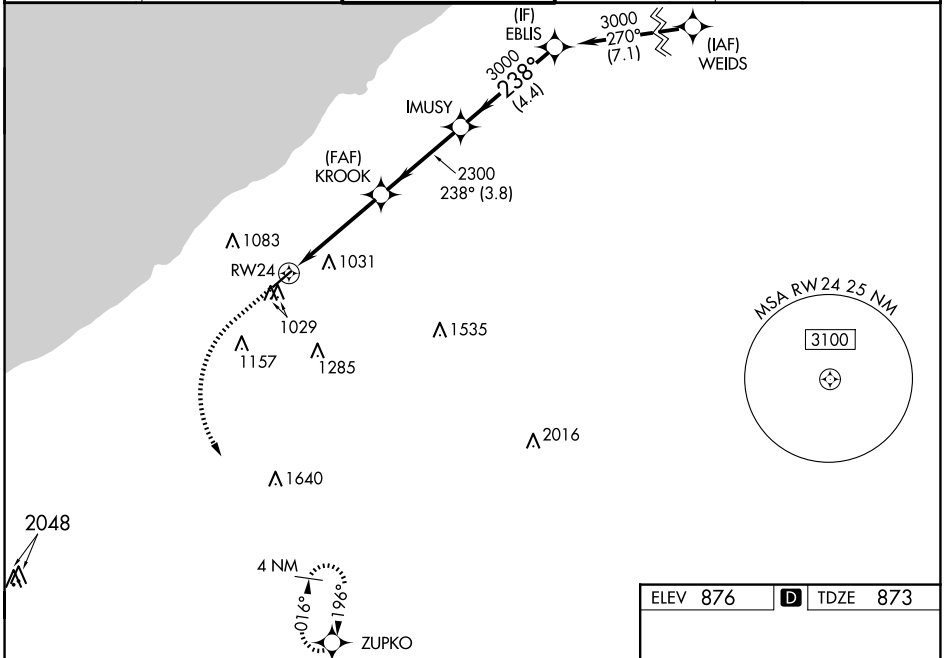 (IF)
EBLIS
3000
270°
(7.1)
(IAF)
WEIDS
3000
238°
(4.4)
IMUSY
(FAF)
KROOK
2300
238° (3.8)
1083
RW24
1031
1029
1535
1157
1285
MSA RW 24 25 NM
3100
2016
1640
2048
4 NM
016°
196°
ZUPKO
ELEV 876 D TDZE 873